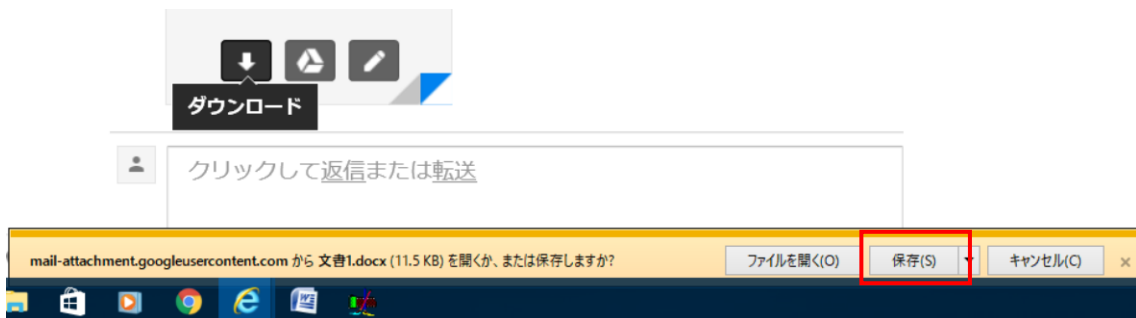 ダウンロード
クリックして返信または転送
mail-attachment.googleusercontent.com から 文書1.docx (11.5 KB) を開くか、または保存しますか?
ファイルを開く(O)
保存(S)
キャンセル(C)